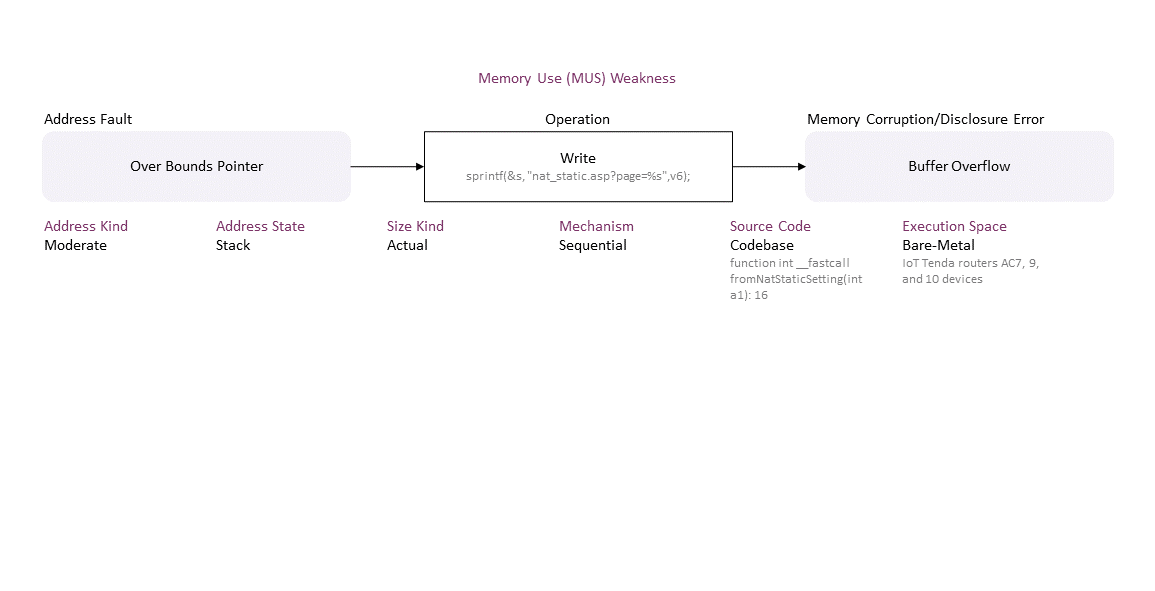 Memory Use (MUS) Weakness
Address Fault
Operation
Memory Corruption/Disclosure Error
Over Bounds Pointer
Write
sprintf(&s,"nat_static.asp?page=%s",v6);
Buffer Overflow
Address Kind
Moderate
Address State
Stack
Size Kind
Actual
Mechanism
Sequential
Source Code
Codebase
function int __fastcall
fromNatStaticSetting(int
a1): 16
Execution Space
Bare-Metal
IoT Tenda routers AC7, 9,
and 10 devices